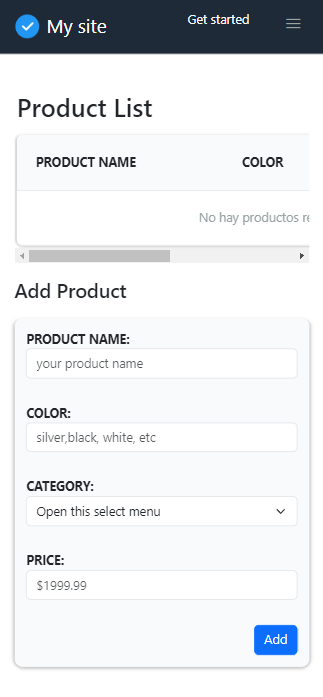 My site
Get started
Product List
PRODUCT NAME COLOR
No hay productos
Add Product
PRODUCT NAME:
your product name
COLOR:
silver,black, white, etc
CATEGORY:
Open this select menu
PRICE:
$1999.99
Add